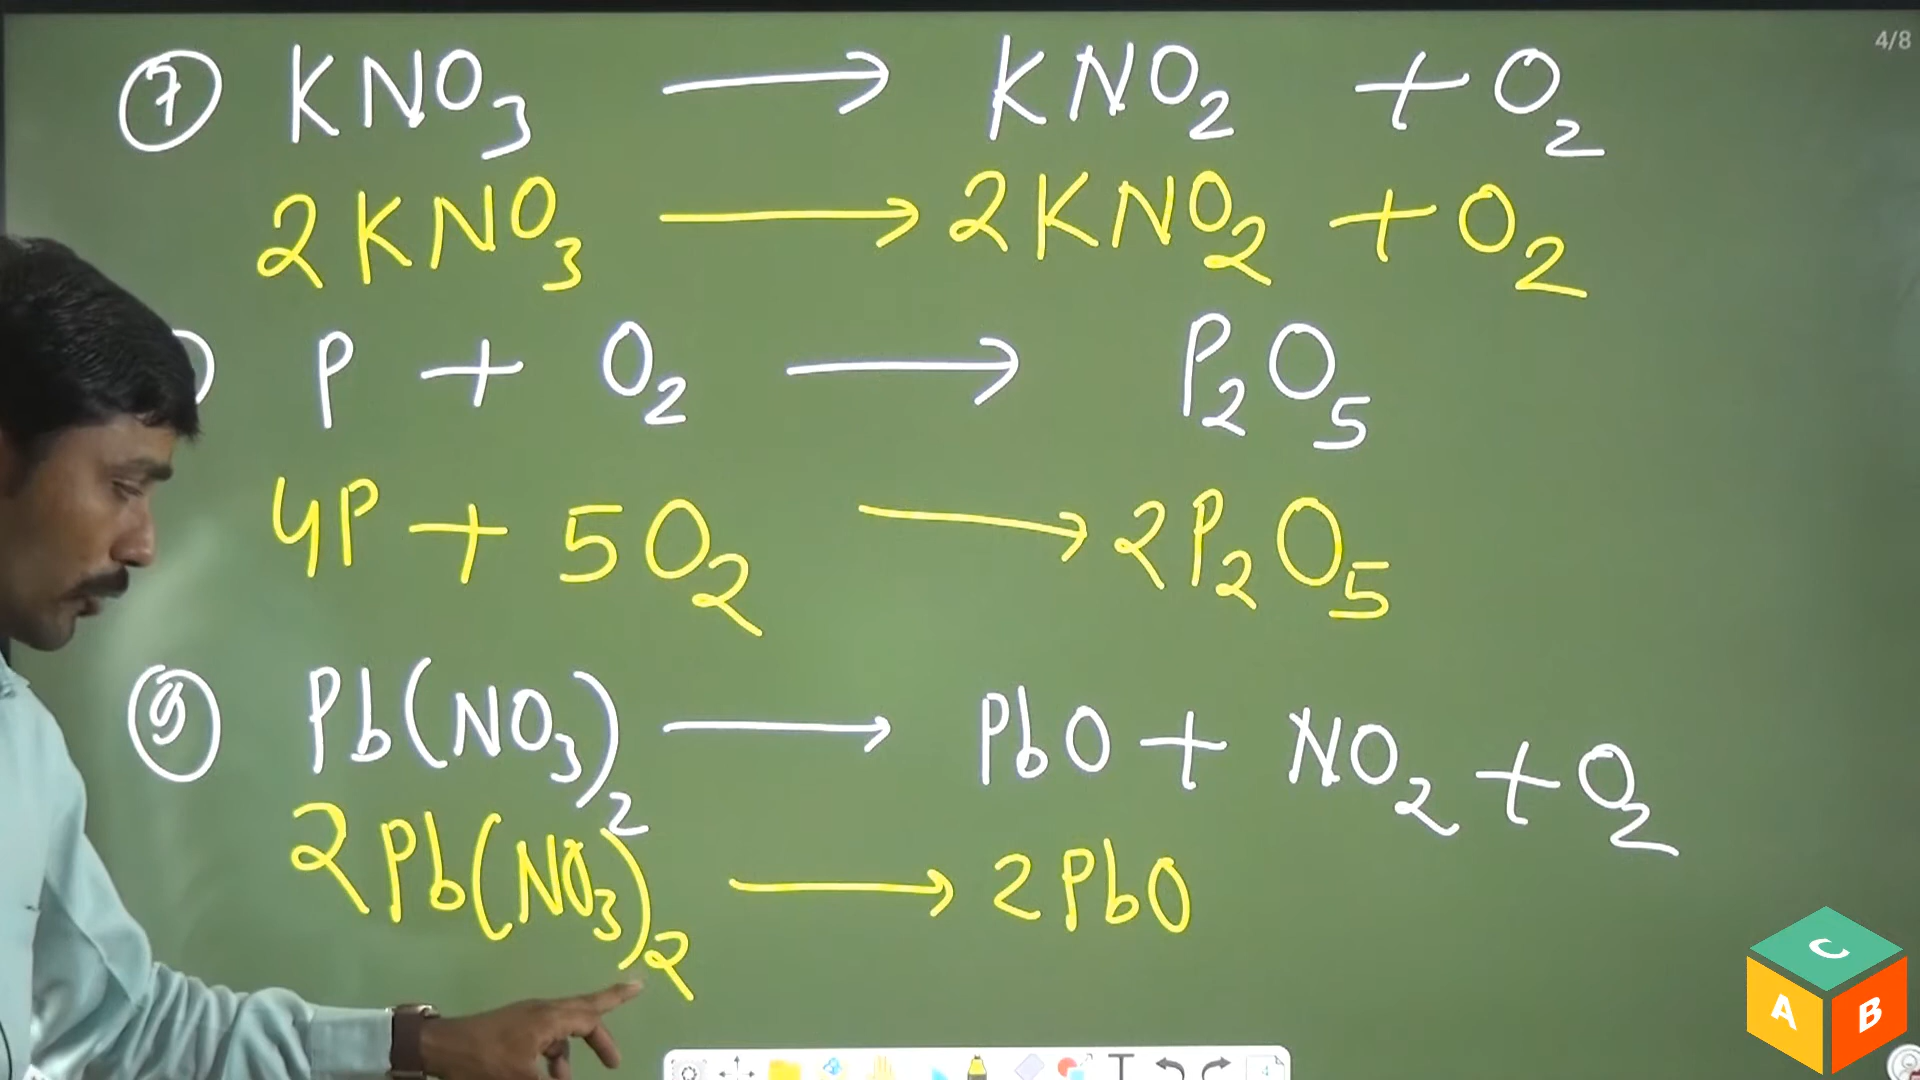 4/8
⑦ KNO₃ ⟶ KNO₂ + O₂
2KNO₃ ⟶ 2KNO₂ + O₂
P + O₂ ⟶ P₂O₅
4P + 5O₂ ⟶ 2P₂O₅
⑨ Pb(NO₃)₂ ⟶ PbO + NO₂ + O₂
2Pb(NO₃)₂ ⟶ 2PbO
C
A B
T